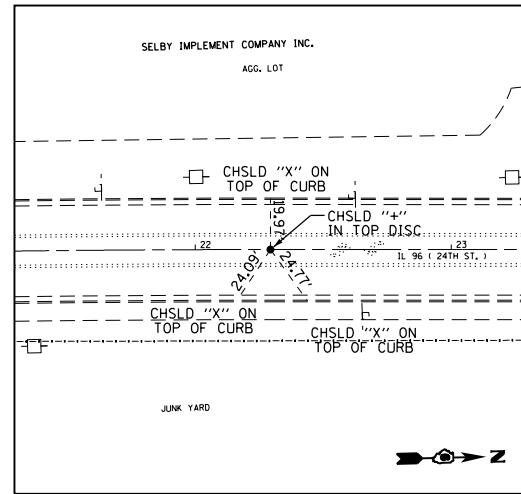 SELBY IMPLEMENT COMPANY INC.
AGG. LOT
CHSLD "X" ON
TOP OF CURB
19.97'
CHSLD "+"
IN TOP DISC
22
23
IL 96 ( 24TH ST. )
24.09'
24.77'
CHSLD "X" ON
TOP OF CURB
CHSLD "X" ON
TOP OF CURB
JUNK YARD
N